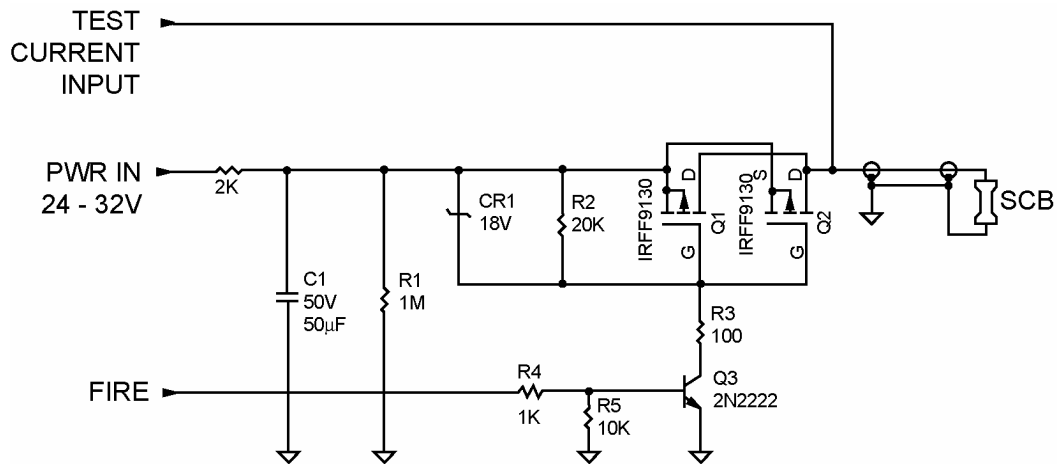 TEST
CURRENT
INPUT
PWR IN
24 - 32V
2K
C1
50V
50µF
R1
1M
CR1
18V
R2
20K
IRFF9130
D
G
Q1
IRFF9130
S
D
G
Q2
SCB
R3
100
FIRE
R4
1K
R5
10K
Q3
2N2222